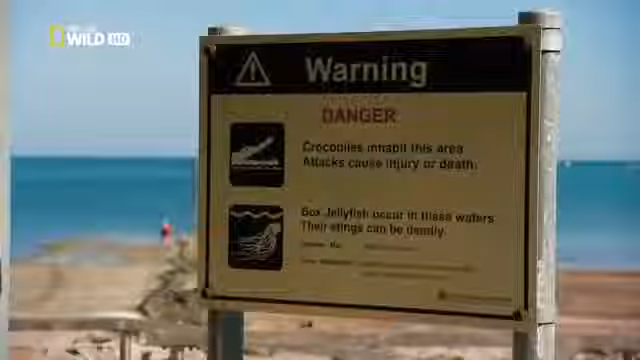 WILD HD
Warning
DANGER
Crocodiles inhabit this area
Attacks cause injury or death.
Box Jellyfish occur in these waters
Their stings can be deadly.